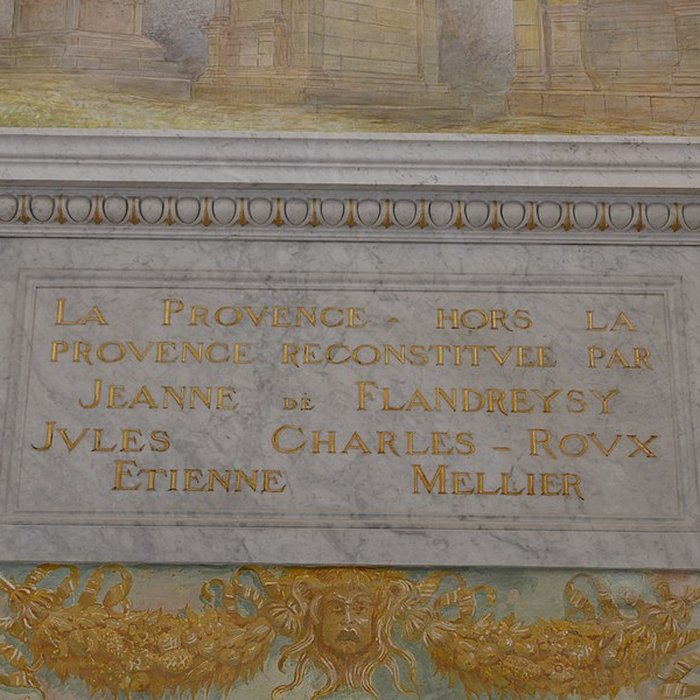 LA PROVENCE - HORS LA
PROVENCE RECONSTITVEE PAR
JEANNE DE FLANDREYSY
JVLES CHARLES - ROVX
ETIENNE MELLIER